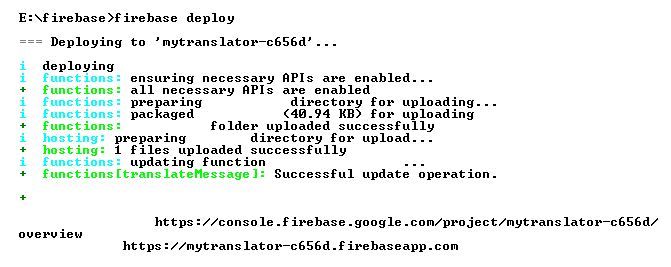 E:\firebase>firebase deploy
=== Deploying to 'mytranslator-c656d'...
i deploying
i functions: ensuring necessary APIs are enabled...
+ functions: all necessary APIs are enabled
i functions: preparing directory for uploading...
i functions: packaged (40.94 KB) for uploading
+ functions: folder uploaded successfully
i hosting: preparing directory for upload...
+ hosting: 1 files uploaded successfully
i functions: updating function ...
+ functions[translateMessage]: Successful update operation.
+
https://console.firebase.google.com/project/mytranslator-c656d/
overview
https://mytranslator-c656d.firebaseapp.com